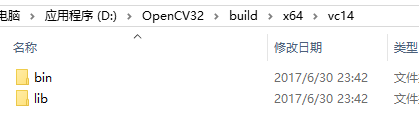 电脑 > 应用程序 (D:) > OpenCV32 > build > x64 > vc14
名称 修改日期 类型
bin 2017/6/30 23:42 文件
lib 2017/6/30 23:42 文件